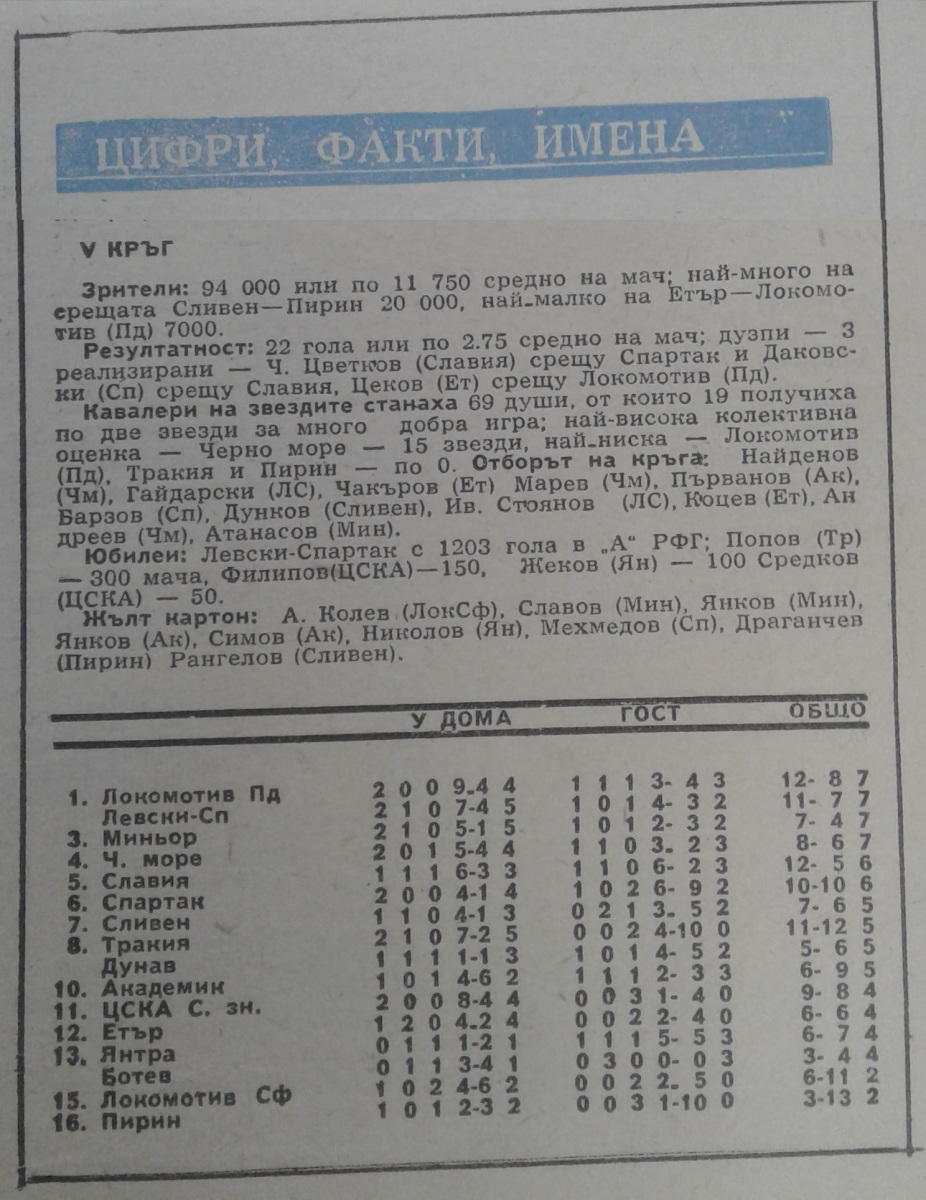 ЦИФРИ, ФАКТИ, ИМЕНА
V КРЪГ
Зрители: 94 000 или по 11 750 средно на мач; най-много на
срещата Сливен—Пирин 20 000, най-малко на Етър—Локомо-
тив (Пд) 7000.
Резултатност: 22 гола или по 2.75 средно на мач; дузпи — 3
реализирани — Ч. Цветков (Славия) срещу Спартак и Даковс-
ки (Сп) срещу Славия, Цеков (Ет) срещу Локомотив (Пд).
Кавалери на звездите станаха 69 души, от които 19 получиха
по две звезди за много добра игра; най-висока колективна
оценка — Черно море — 15 звезди, най-ниска — Локомотив
(Пд), Тракия и Пирин — по 0. Отборът на кръга: Найденов
(Чм), Гайдарски (ЛС), Чакъров (Ет) Марев (Чм), Първанов (Ак),
Барзов (Сп), Дунков (Сливен), Ив. Стоянов (ЛС), Коцев (Ет), Ан
дреев (Чм), Атанасов (Мин).
Юбилеи: Левски-Спартак с 1203 гола в „А“ РФГ; Попов (Тр)
— 300 мача, Филипов(ЦСКА)—150, Жеков (Ян) — 100 Средков
(ЦСКА) — 50.
Жълт картон: А. Колев (ЛокСф), Славов (Мин), Янков (Мин),
Янков (Ак), Симов (Ак), Николов (Ян), Мехмедов (Сп), Драганчев
(Пирин) Рангелов (Сливен).
У ДОМА ГОСТ ОБЩО
1. Локомотив Пд 2 0 0 9.4 4 1 1 1 3- 4 3 12- 8 7
Левски-Сп 2 1 0 7-4 5 1 0 1 4- 3 2 11- 7 7
3. Миньор 2 1 0 5-1 5 1 0 1 2- 3 2 7- 4 7
4. Ч. море 2 0 1 5-4 4 1 1 0 3. 2 3 8- 6 7
5. Славия 1 1 1 6-3 3 1 1 0 6- 2 3 12- 5 6
6. Спартак 2 0 0 4-1 4 1 0 2 6- 9 2 10-10 6
7. Сливен 1 1 0 4-1 3 0 2 1 3. 5 2 7- 6 5
8. Тракия 2 1 0 7-2 5 0 0 2 4-10 0 11-12 5
Дунав 1 1 1 1-1 3 1 0 1 4- 5 2 5- 6 5
10. Академик 1 0 1 4-6 2 1 1 1 2- 3 3 6- 9 5
11. ЦСКА С. зн. 2 0 0 8-4 4 0 0 3 1- 4 0 9- 8 4
12. Етър 1 2 0 4.2 4 0 0 2 2- 4 0 6- 6 4
13. Янтра 0 1 1 1-2 1 1 1 1 5- 5 3 6- 7 4
Ботев 0 1 1 3-4 1 0 3 0 0- 0 3 3- 4 4
15. Локомотив Сф 1 0 2 4-6 2 0 0 2 2. 5 0 6-11 2
16. Пирин 1 0 1 2-3 2 0 0 3 1-10 0 3-13 2